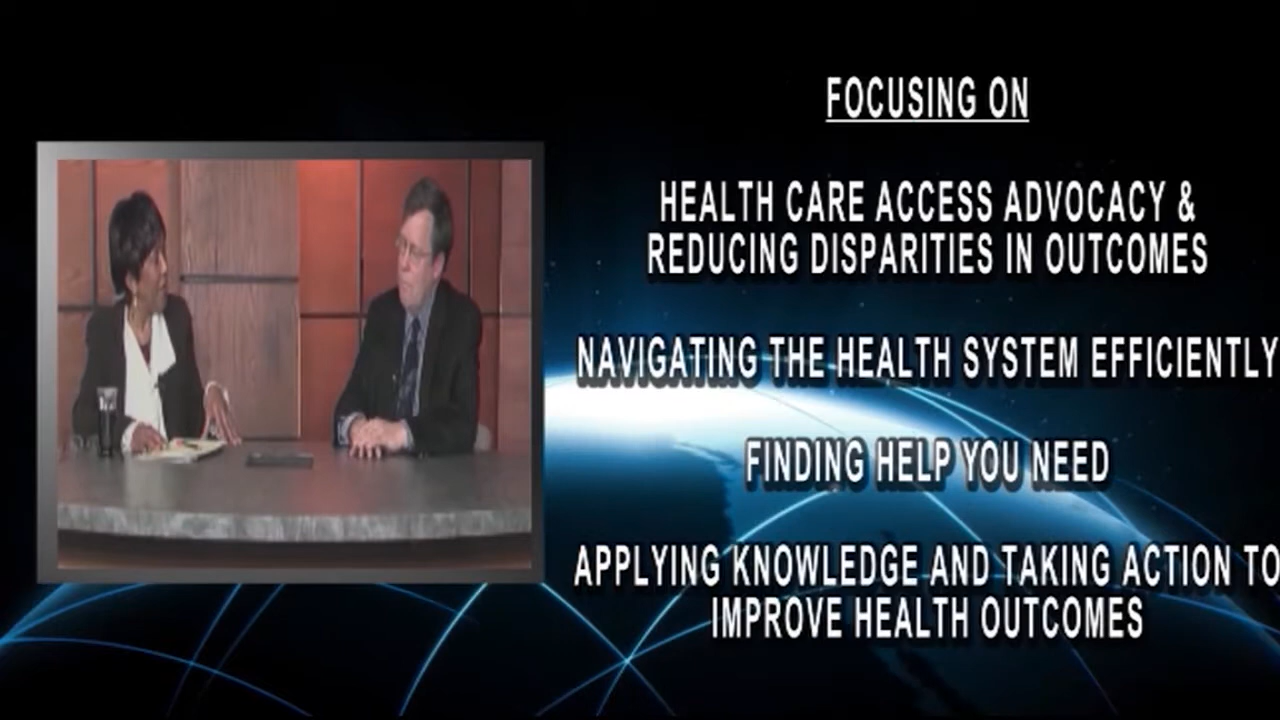 FOCUSING ON
HEALTH CARE ACCESS ADVOCACY &
REDUCING DISPARITIES IN OUTCOMES
NAVIGATING THE HEALTH SYSTEM EFFICIENTLY
FINDING HELP YOU NEED
APPLYING KNOWLEDGE AND TAKING ACTION TO
IMPROVE HEALTH OUTCOMES